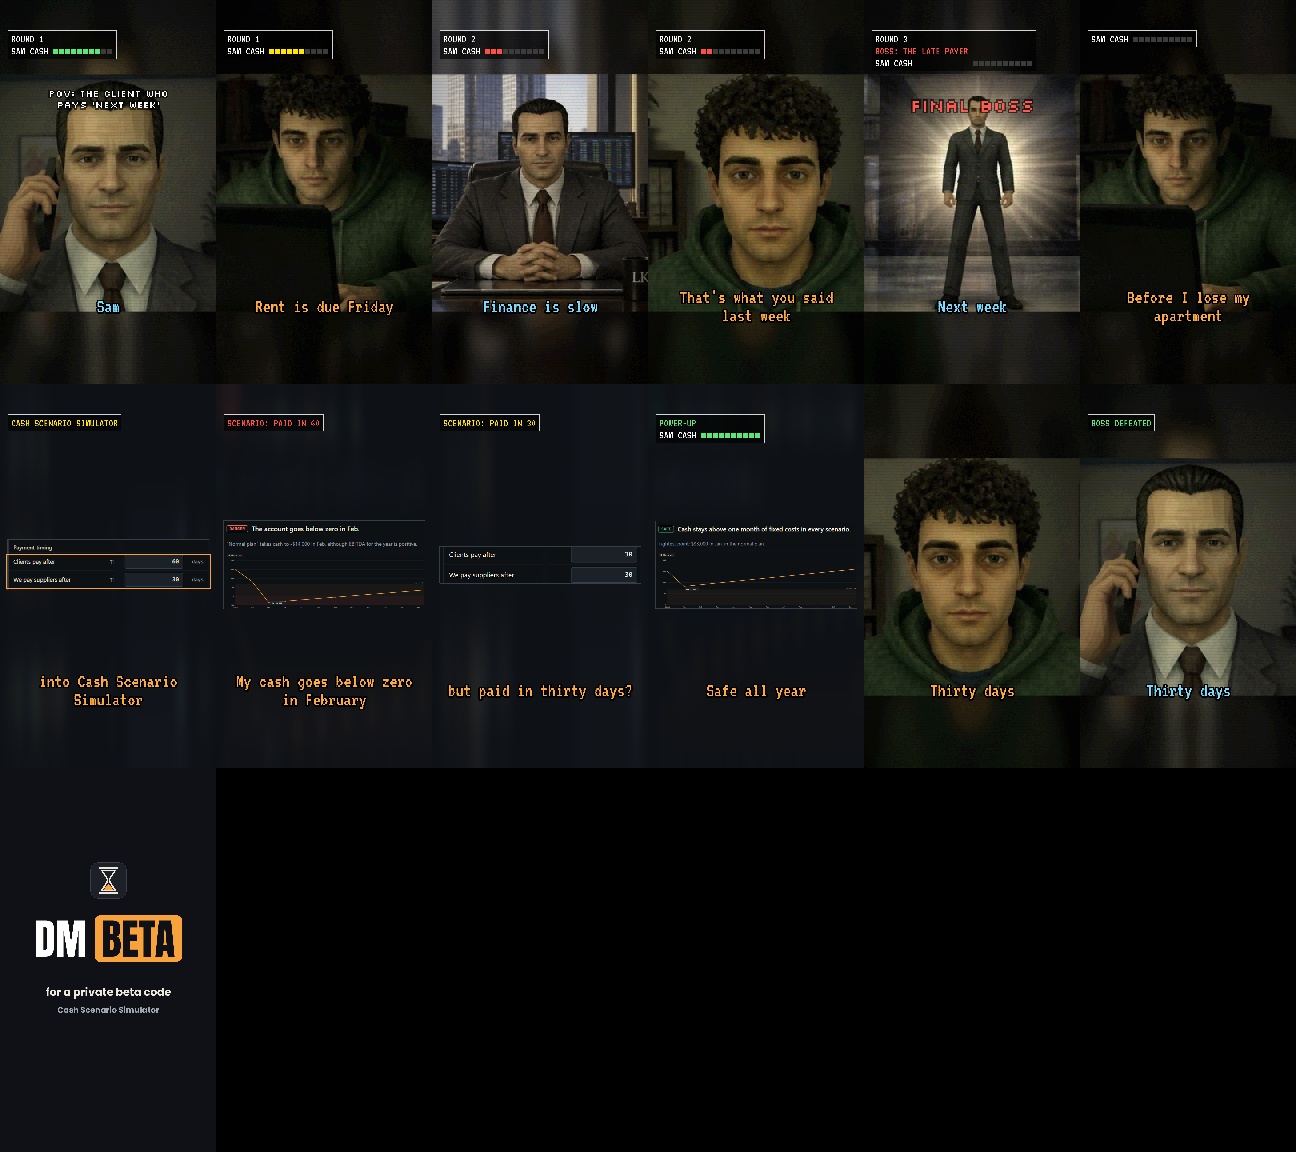 ROUND 1
SAM CASH
POV: THE CLIENT WHO
PAYS 'NEXT WEEK'
Sam
ROUND 1
SAM CASH
Rent is due Friday
ROUND 2
SAM CASH
LK
Finance is slow
ROUND 2
SAM CASH
That's what you said
last week
ROUND 3
BOSS: THE LATE PAYER
SAM CASH
FINAL BOSS
Next week
SAM CASH
Before I lose my
apartment
CASH SCENARIO SIMULATOR
Payment timing
Clients pay after 60 days
We pay suppliers after 30 days
into Cash Scenario
Simulator
SCENARIO: PAID IN 60
DANGER The account goes below zero in Feb.
My cash goes below zero
in February
SCENARIO: PAID IN 30
Clients pay after 30
We pay suppliers after 30
but paid in thirty days?
POWER-UP
SAM CASH
SAFE Cash stays above one month of fixed costs in every scenario.
Safe all year
Thirty days
BOSS DEFEATED
Thirty days
DM BETA
for a private beta code
Cash Scenario Simulator